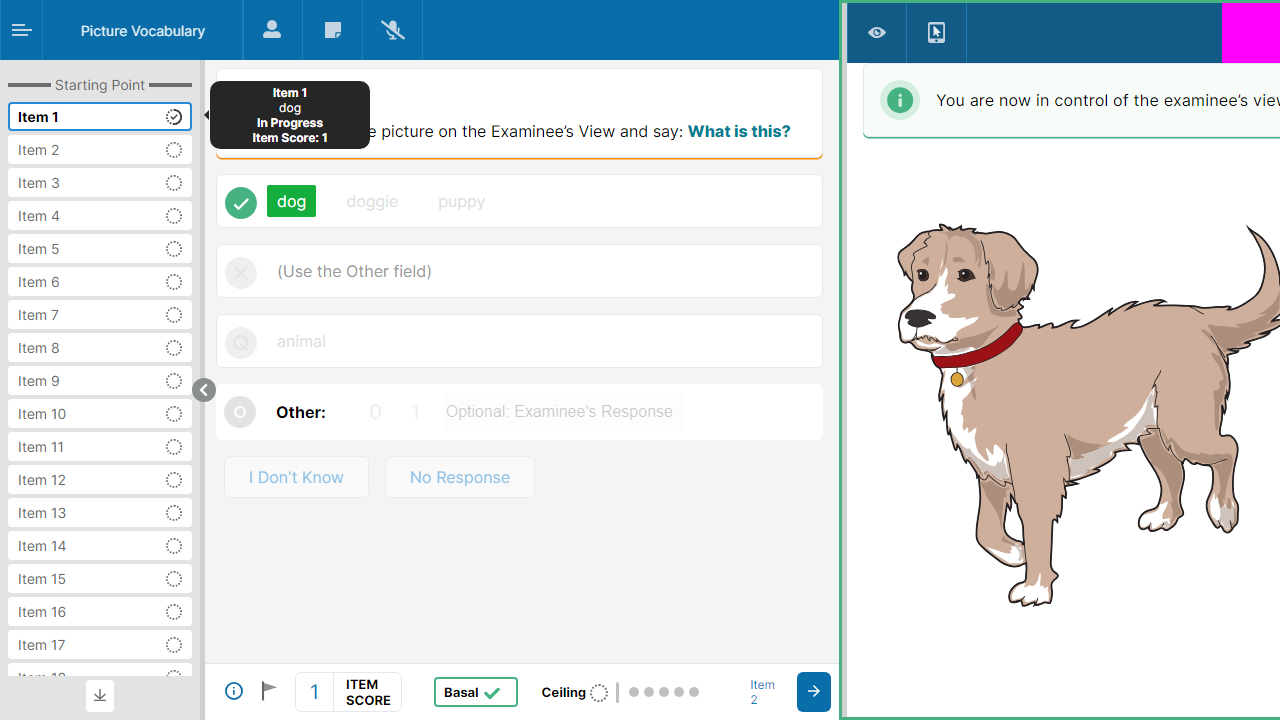 Picture Vocabulary
Starting Point
Item 1
Item 2
Item 3
Item 4
Item 5
Item 6
Item 7
Item 8
Item 9
Item 10
Item 11
Item 12
Item 13
Item 14
Item 15
Item 16
Item 17
Item 1
dog
In Progress
Item Score: 1
picture on the Examinee’s View and say: What is this?
dog doggie puppy
(Use the Other field)
animal
Q
O Other: 0 1 Optional: Examinee's Response
I Don’t Know No Response
1 ITEM
SCORE
Basal
Ceiling
Item
2
You are now in control of the examinee’s